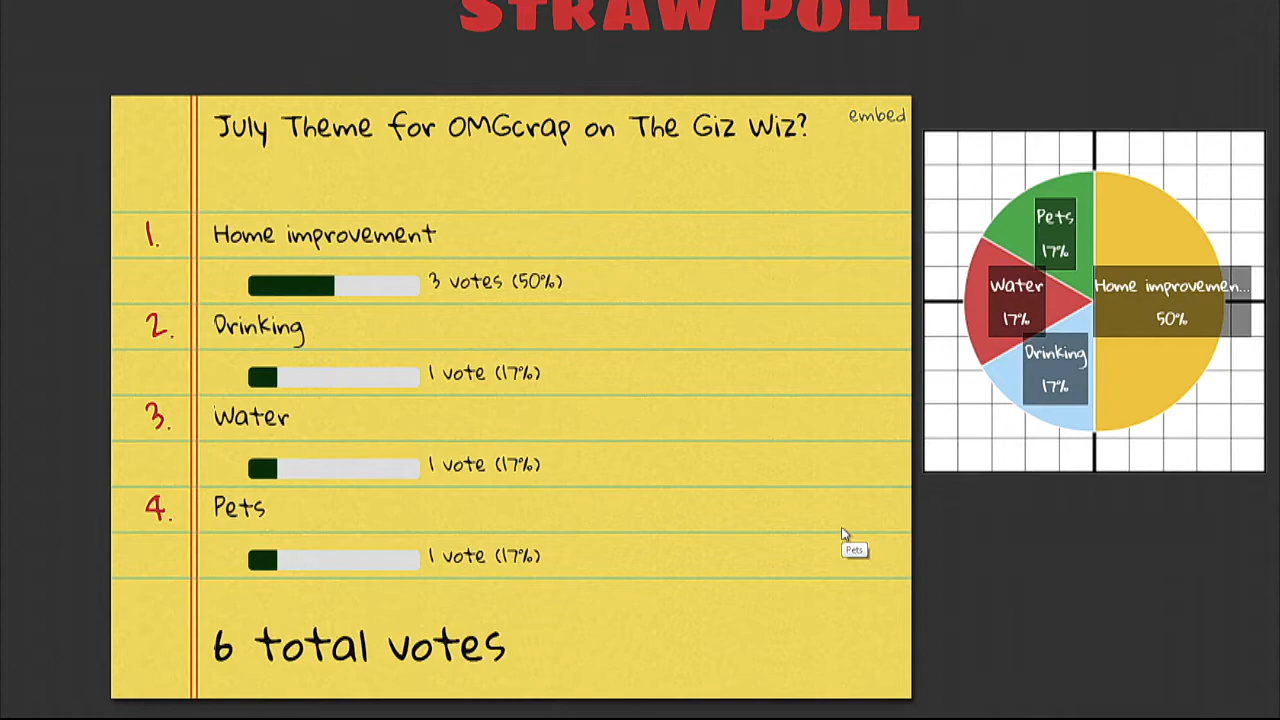 STRAW POLL
July Theme for OMGcrap on The Giz Wiz?
embed
1. Home improvement
3 votes (50%)
2. Drinking
1 vote (17%)
3. Water
1 vote (17%)
4. Pets
1 vote (17%)
6 total votes
Pets
Pets
17%
Water
17%
Home improvemen...
50%
Drinking
17%